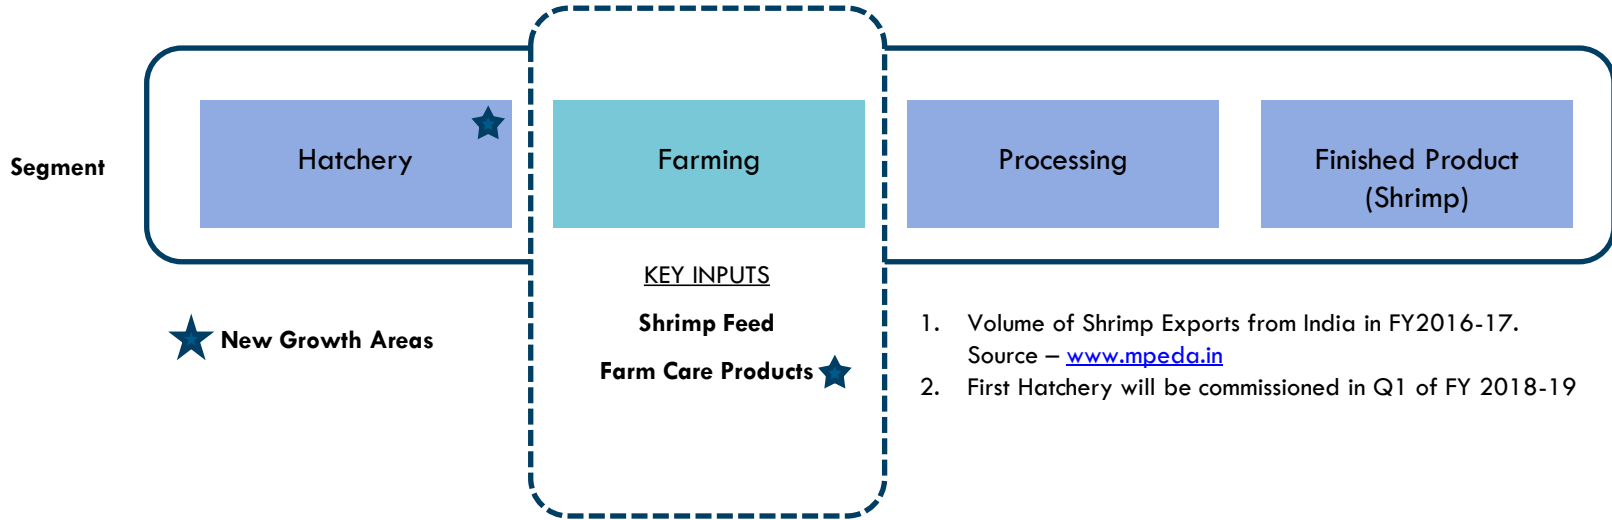 Segment
Hatchery
Farming
Processing
Finished Product
(Shrimp)
KEY INPUTS
Shrimp Feed
Farm Care Products
New Growth Areas
1. Volume of Shrimp Exports from India in FY2016-17.
Source – www.mpeda.in
2. First Hatchery will be commissioned in Q1 of FY 2018-19